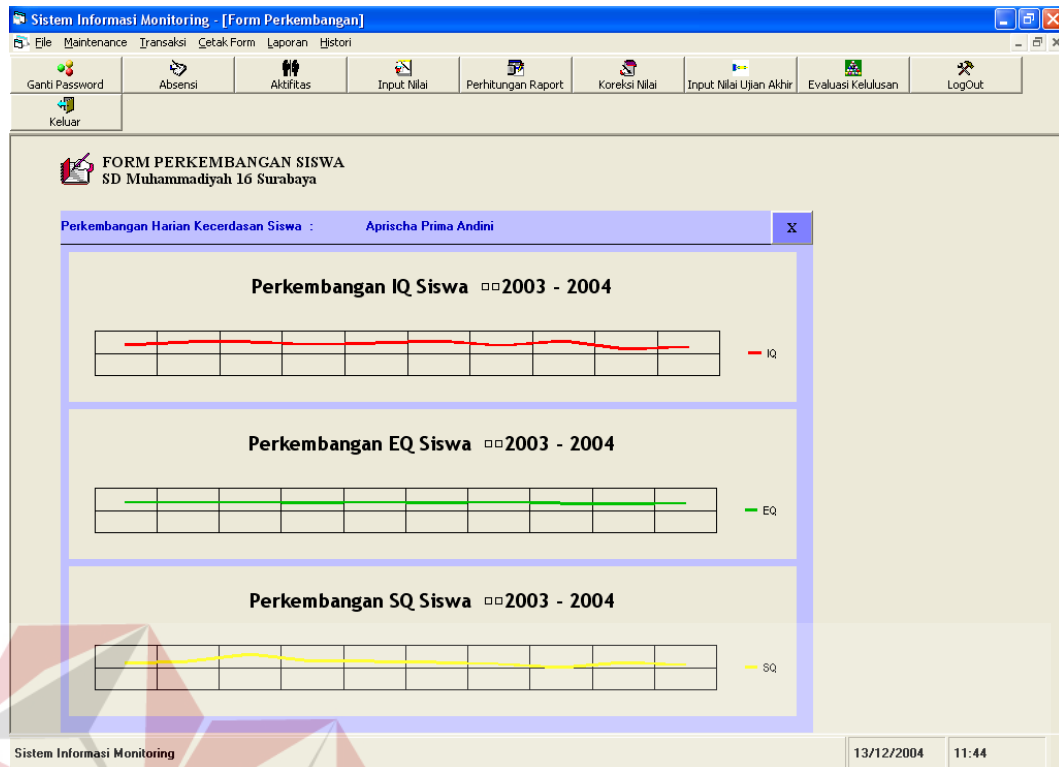 Sistem Informasi Monitoring - [Form Perkembangan]
File Maintenance Transaksi Cetak Form Laporan Histori
Ganti Password Absensi Aktifitas Input Nilai Perhitungan Raport Koreksi Nilai Input Nilai Ujian Akhir Evaluasi Kelulusan LogOut
Keluar
FORM PERKEMBANGAN SISWA
SD Muhammadiyah 16 Surabaya
Perkembangan Harian Kecerdasan Siswa : Aprischa Prima Andini X
Perkembangan IQ Siswa □□2003 - 2004
IQ
Perkembangan EQ Siswa □□2003 - 2004
EQ
Perkembangan SQ Siswa □□2003 - 2004
SQ
Sistem Informasi Monitoring 13/12/2004 11:44